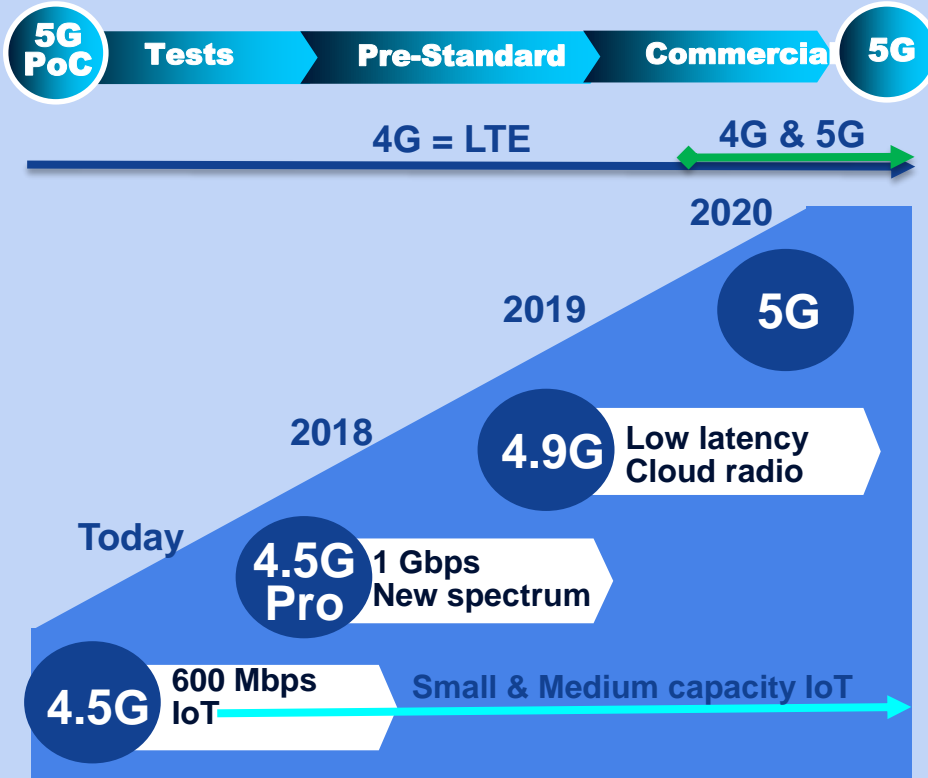 5G
PoC
Tests
Pre-Standard
Commercial
5G
4G = LTE
4G & 5G
2020
5G
2019
4.9G
Low latency
Cloud radio
2018
Today
4.5G
Pro
1 Gbps
New spectrum
4.5G
600 Mbps
IoT
Small & Medium capacity IoT